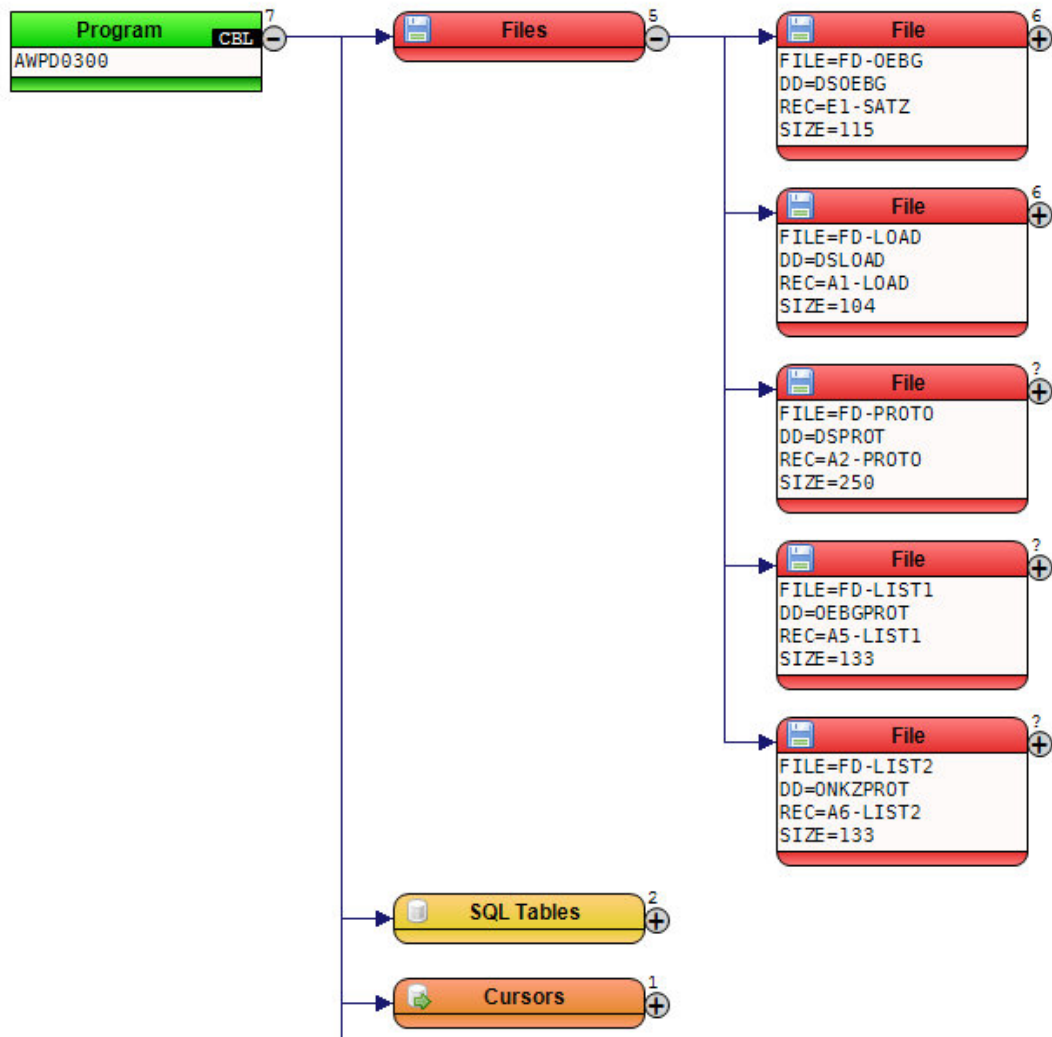 Program
CBL
7
AWPD0300
Files
5
File
6
FILE=FD-OEBG
DD=DSOEBG
REC=E1-SATZ
SIZE=115
File
6
FILE=FD-LOAD
DD=DSLOAD
REC=A1-LOAD
SIZE=104
File
?
FILE=FD-PROTO
DD=DSPROT
REC=A2-PROTO
SIZE=250
File
?
FILE=FD-LIST1
DD=OEBGPROT
REC=A5-LIST1
SIZE=133
File
?
FILE=FD-LIST2
DD=ONKZPROT
REC=A6-LIST2
SIZE=133
SQL Tables
2
Cursors
1